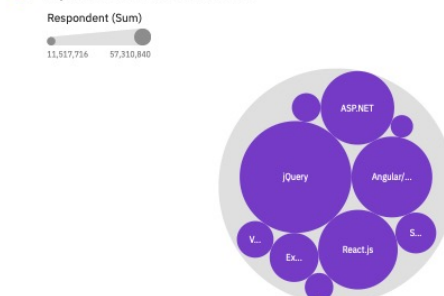 Respondent (Sum)
11,517,716 57,310,840
ASP.NET
jQuery
Angular/...
V...
S...
Ex...
React.js